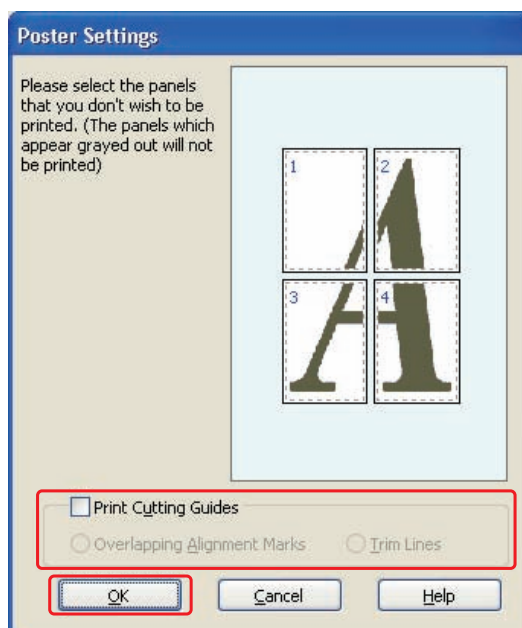 Poster Settings
Please select the panels
that you don't wish to be
printed. (The panels which
appear grayed out will not
be printed)
1 2
3 4
Print Cutting Guides
Overlapping Alignment Marks Trim Lines
OK Cancel Help